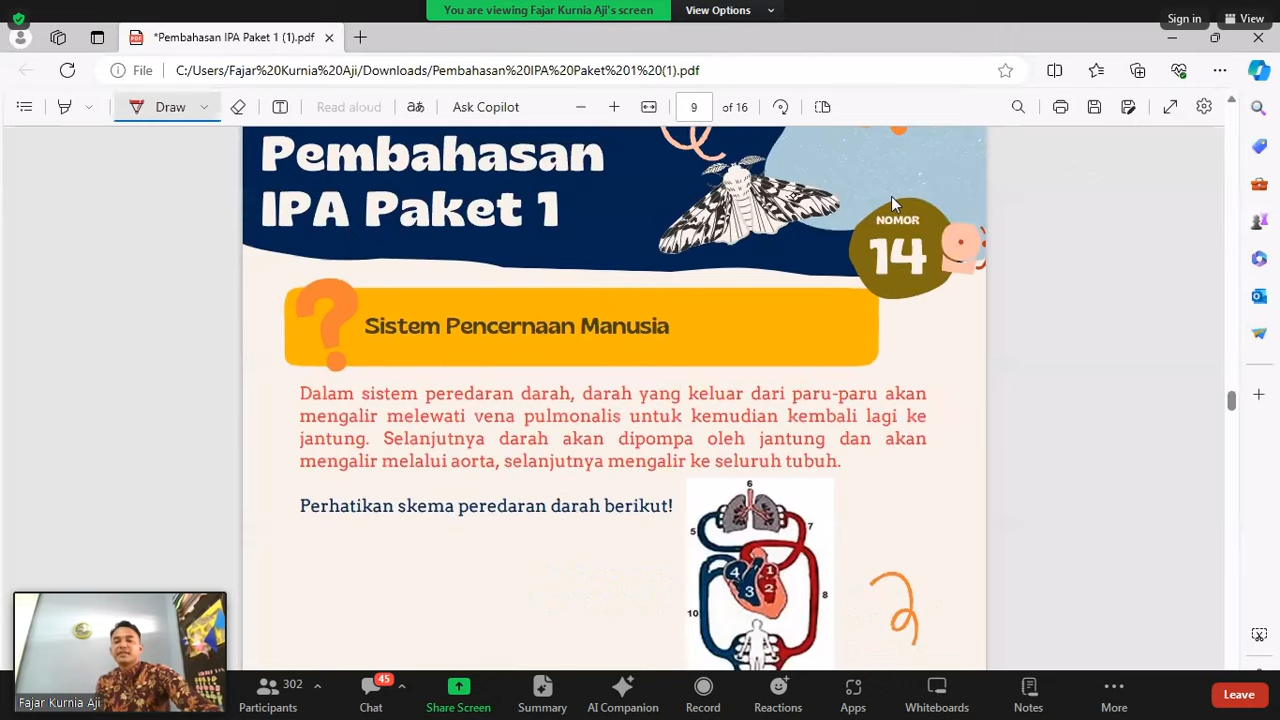 You are viewing Fajar Kurnia Aji's screen
View Options
Sign in
View
*Pembahasan IPA Paket 1 (1).pdf
File
C:/Users/Fajar%20Kurnia%20Aji/Downloads/Pembahasan%20IPA%20Paket%201%20(1).pdf
Draw
Read aloud
aあ
Ask Copilot
9
of 16
Pembahasan
IPA Paket 1
NOMOR
14
?
Sistem Pencernaan Manusia
Dalam sistem peredaran darah, darah yang keluar dari paru-paru akan
mengalir melewati vena pulmonalis untuk kemudian kembali lagi ke
jantung. Selanjutnya darah akan dipompa oleh jantung dan akan
mengalir melalui aorta, selanjutnya mengalir ke seluruh tubuh.
Perhatikan skema peredaran darah berikut!
6
5
7
4
1
3
2
8
10
Fajar Kurnia Aji
302
Participants
45
Chat
Share Screen
Summary
AI Companion
Record
Reactions
Apps
Whiteboards
Notes
More
Leave